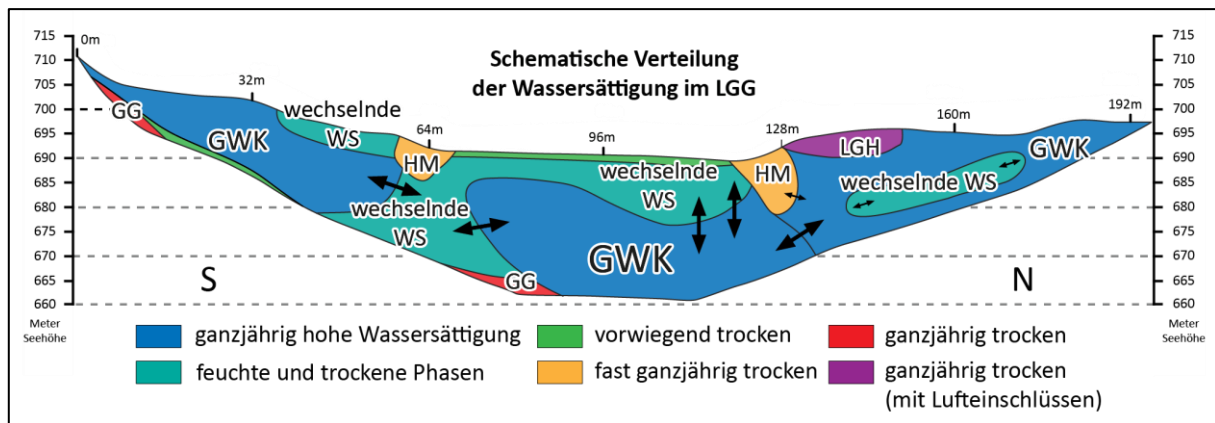 Schematische Verteilung
der Wassersättigung im LGG
715
710
705
700
695
690
685
680
675
670
665
660
Meter
Seehöhe
0m
32m
64m
96m
128m
160m
192m
GG
GWK
wechselnde
WS
HM
wechselnde
WS
GG
GWK
wechselnde
WS
HM
LGH
wechselnde WS
GWK
S
N
715
710
705
700
695
690
685
680
670
665
660
Meter
Seehöhe
ganzjährig hohe Wassersättigung
vorwiegend trocken
ganzjährig trocken
feuchte und trockene Phasen
fast ganzjährig trocken
ganzjährig trocken
(mit Lufteinschlüssen)